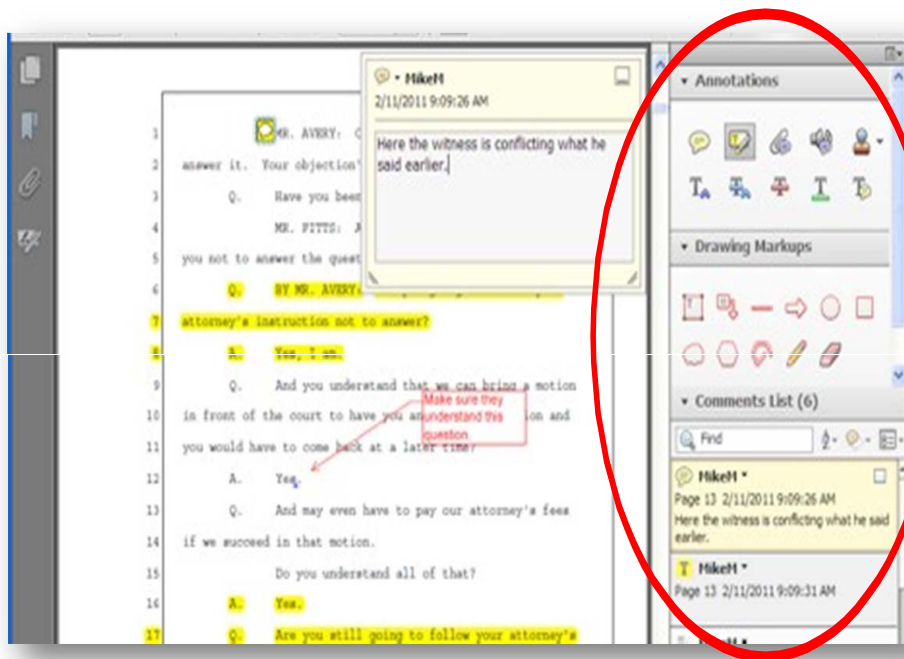 MikeM
2/11/2011 9:09:26 AM
Here the witness is conflicting what he
said earlier.
1 MR. AVERY:
2 answer it. Your objection'
3 Q. Have you been
4 MR. PITTS:
5 you not to answer the quest
6 Q. BY MR. AVERY:
7 attorney's instruction not to answer?
8 A. Yes, I am.
9 Q. And you understand that we can bring a motion
10 in front of the court to have you an on and
11 you would have to come back at a later time?
Make sure they
understand this
question.
12 A. Yes.
13 Q. And may even have to pay our attorney's fees
14 if we succeed in that motion.
15 Do you understand all of that?
16 A. Yes.
17 Q. Are you still going to follow your attorney's
Annotations
Drawing Markups
Comments List (6)
Find
MikeM
Page 13 2/11/2011 9:09:26 AM
Here the witness is conflicting what he said
earlier.
T MikeM
Page 13 2/11/2011 9:09:31 AM